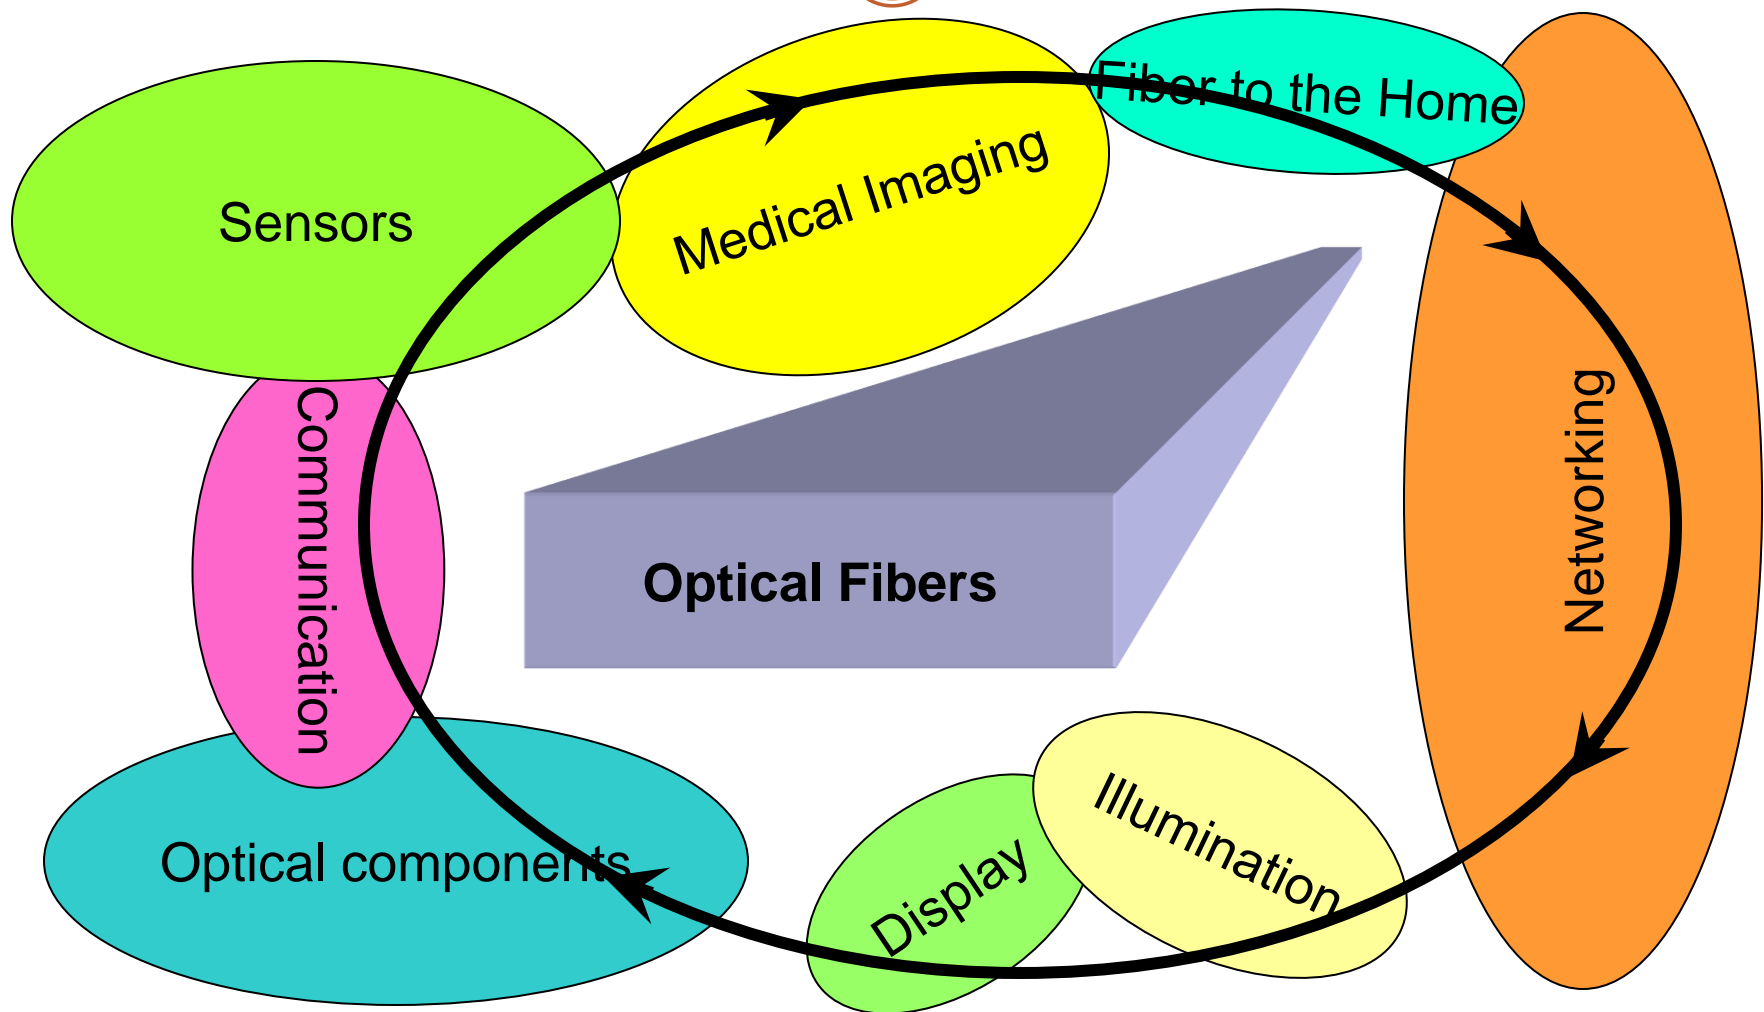 Fiber to the Home
Medical Imaging
Sensors
Communication
Networking
Optical Fibers
Illumination
Display
Optical components